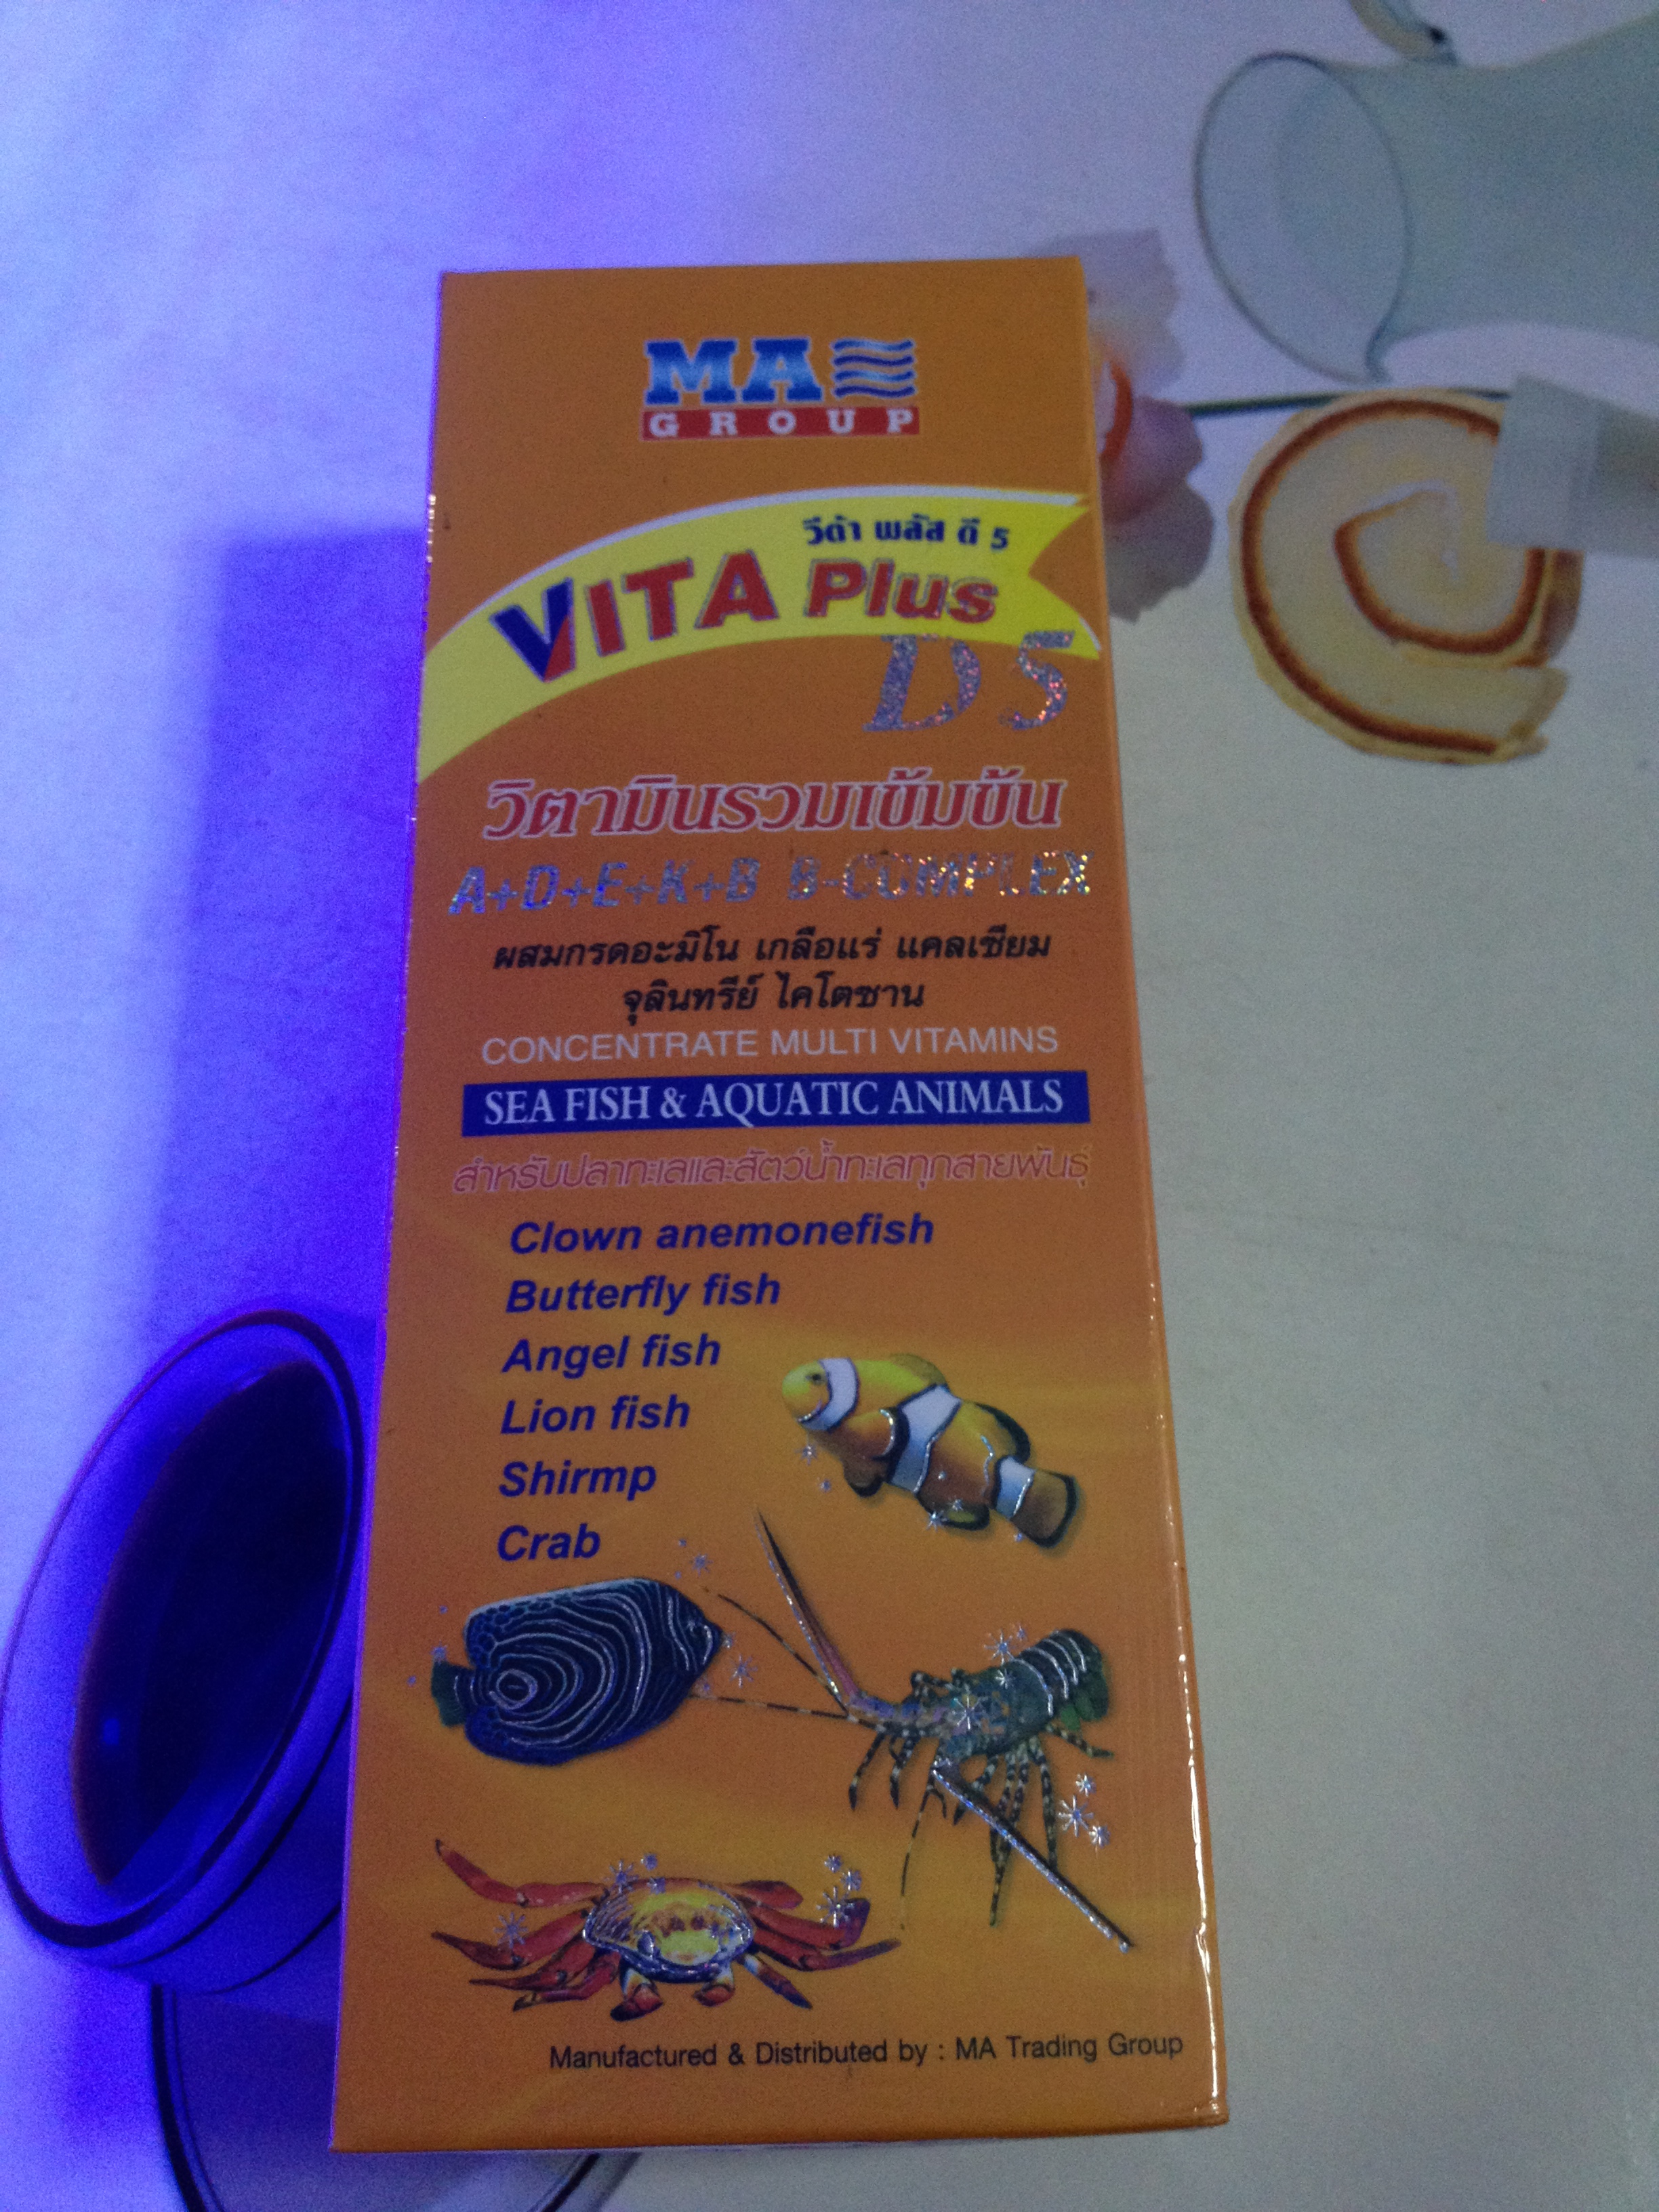 MA
GROUP
วีต้า พลัส ดี 5
VITA Plus
D5
วิตามินรวมเข้มข้น
A+D+E+K+B B-COMPLEX
ผสมกรดอะมิโน เกลือแร่ แคลเซียม
จุลินทรีย์ ไคโตซาน
CONCENTRATE MULTI VITAMINS
SEA FISH & AQUATIC ANIMALS
สำหรับปลาทะเลและสัตว์น้ำทะเลทุกสายพันธุ์
Clown anemonefish
Butterfly fish
Angel fish
Lion fish
Shirmp
Crab
Manufactured & Distributed by : MA Trading Group